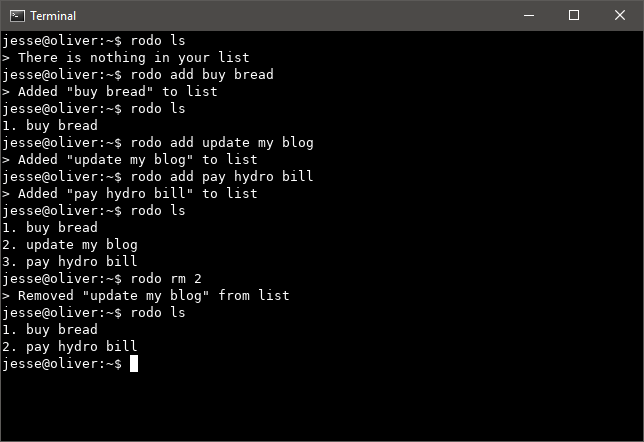 Terminal
jesse@oliver:~$ rodo ls
> There is nothing in your list
jesse@oliver:~$ rodo add buy bread
> Added "buy bread" to list
jesse@oliver:~$ rodo ls
1. buy bread
jesse@oliver:~$ rodo add update my blog
> Added "update my blog" to list
jesse@oliver:~$ rodo add pay hydro bill
> Added "pay hydro bill" to list
jesse@oliver:~$ rodo ls
1. buy bread
2. update my blog
3. pay hydro bill
jesse@oliver:~$ rodo rm 2
> Removed "update my blog" from list
jesse@oliver:~$ rodo ls
1. buy bread
2. pay hydro bill
jesse@oliver:~$